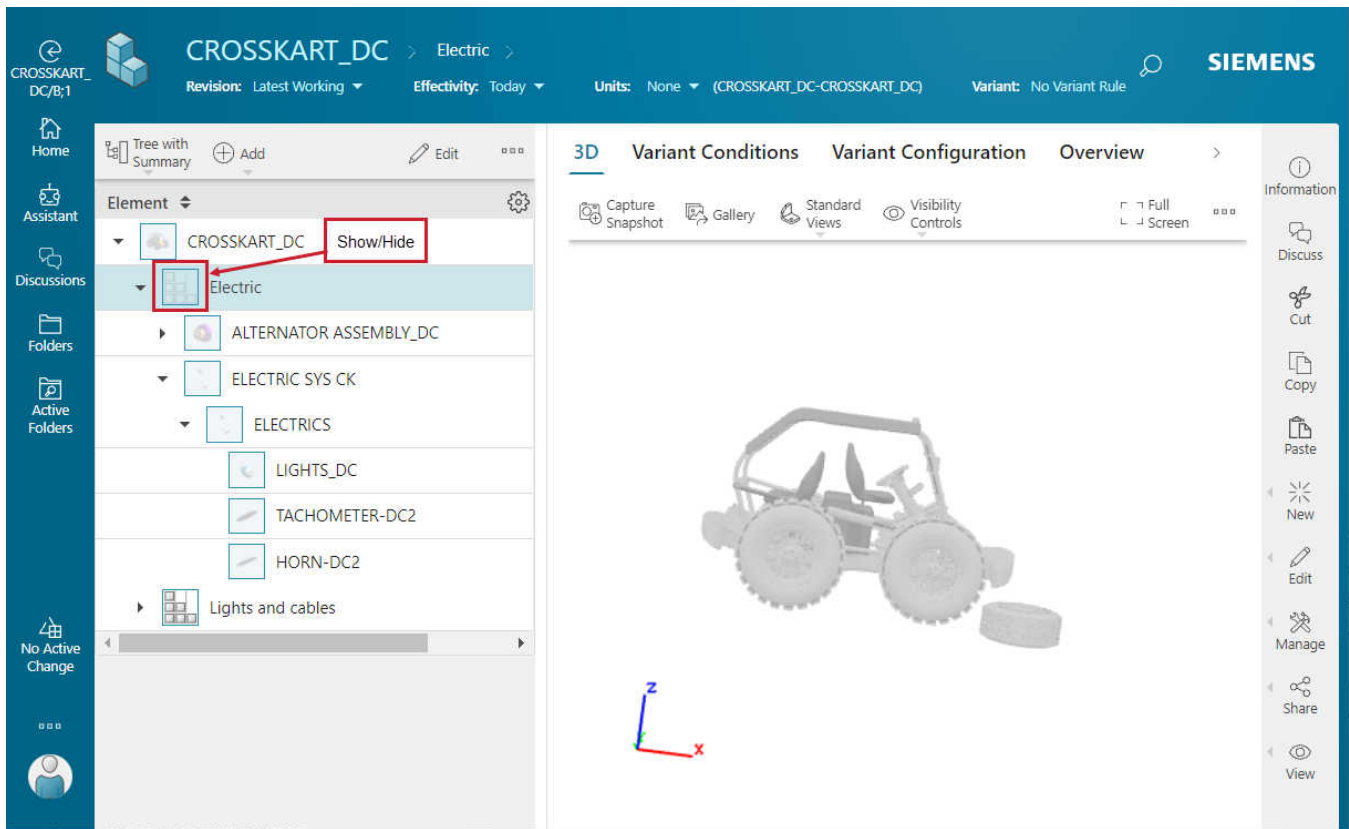 CROSSKART_DC > Electric >
SIEMENS
CROSSKART_
DC/B;1
Revision: Latest Working
Effectivity: Today
Units: None (CROSSKART_DC-CROSSKART_DC)
Variant: No Variant Rule
Home
Assistant
Discussions
Folders
Active
Folders
No Active
Change
Tree with
Summary
Add
Edit
Element
CROSSKART_DC
Show/Hide
Electric
ALTERNATOR ASSEMBLY_DC
ELECTRIC SYS CK
ELECTRICS
LIGHTS_DC
TACHOMETER-DC2
HORN-DC2
Lights and cables
3D Variant Conditions Variant Configuration Overview >
Capture
Snapshot
Gallery
Standard
Views
Visibility
Controls
Full
Screen
Z
Y
X
Information
Discuss
Cut
Copy
Paste
New
Edit
Manage
Share
View